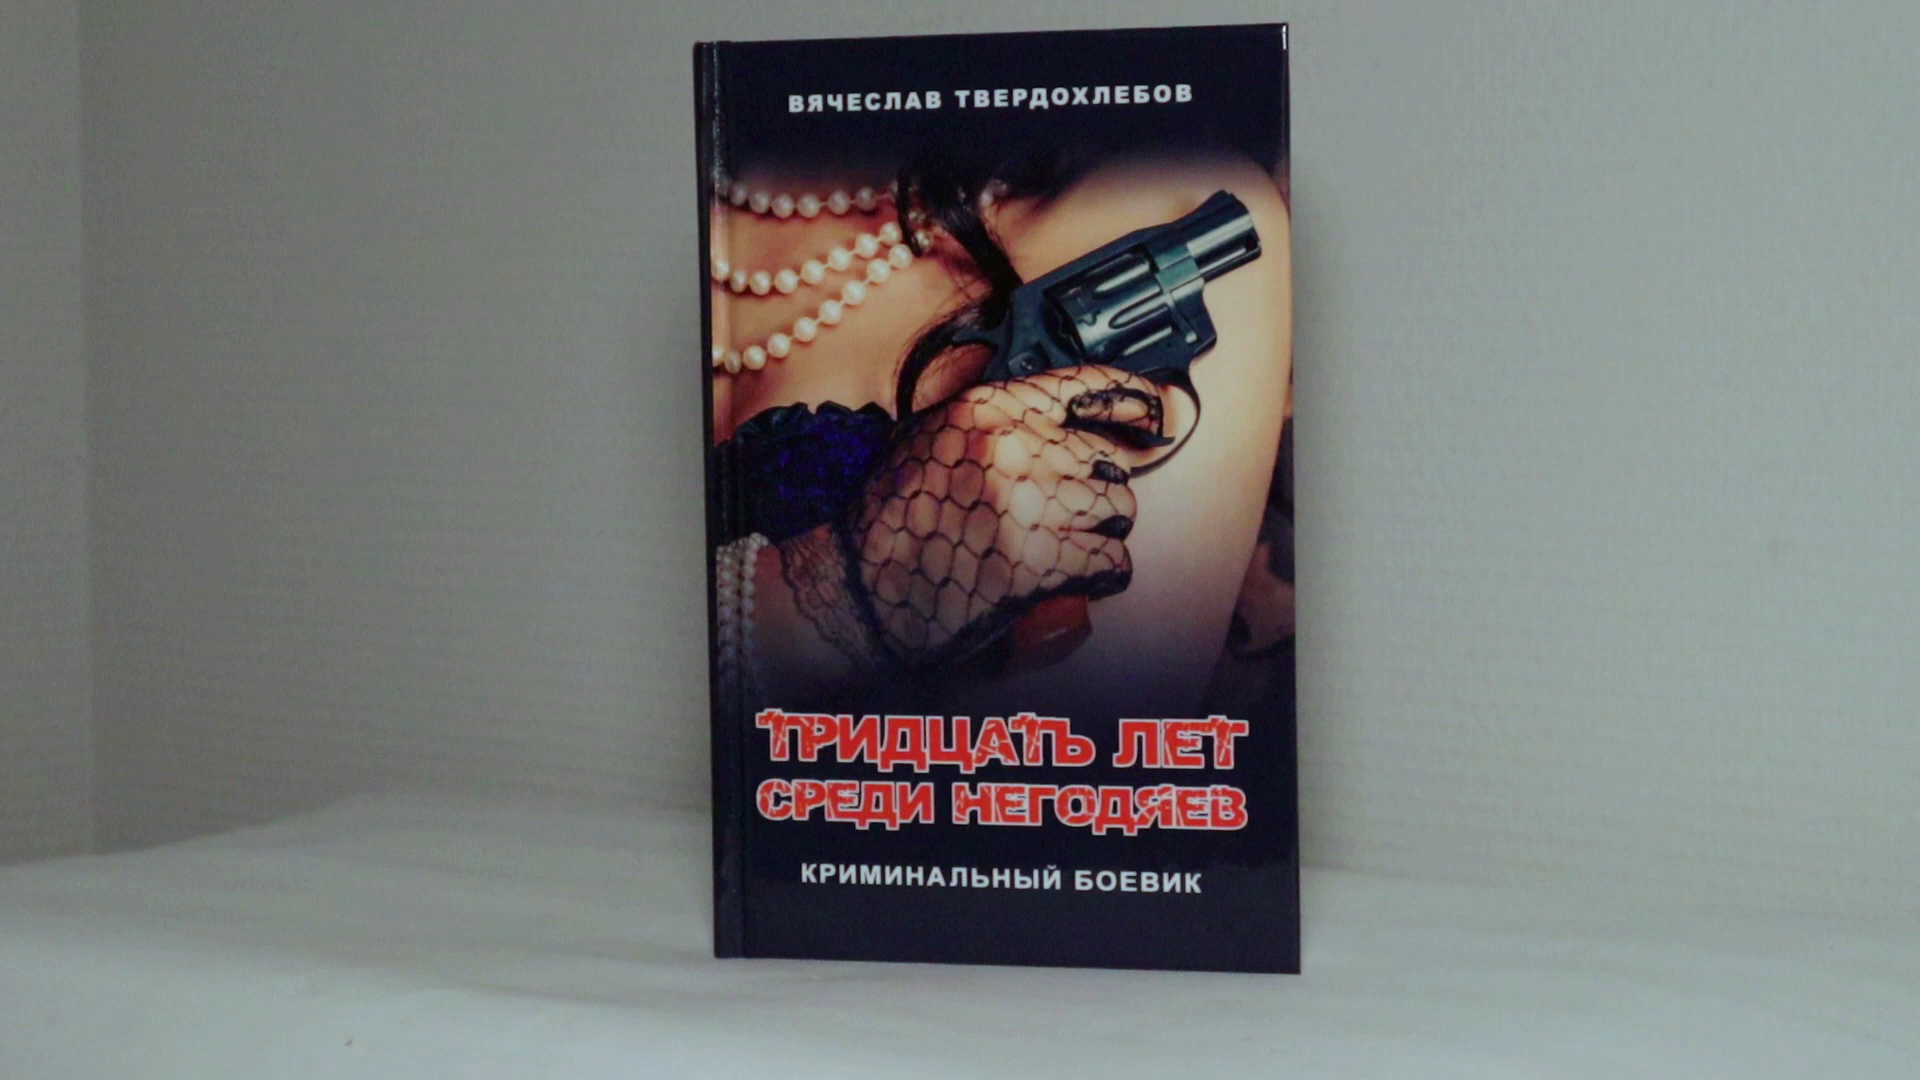 ВЯЧЕСЛАВ ТВЕРДОХЛЕБОВ
ТРИДЦАТЬ ЛЕТ
СРЕДИ НЕГОДЯЕВ
КРИМИНАЛЬНЫЙ БОЕВИК